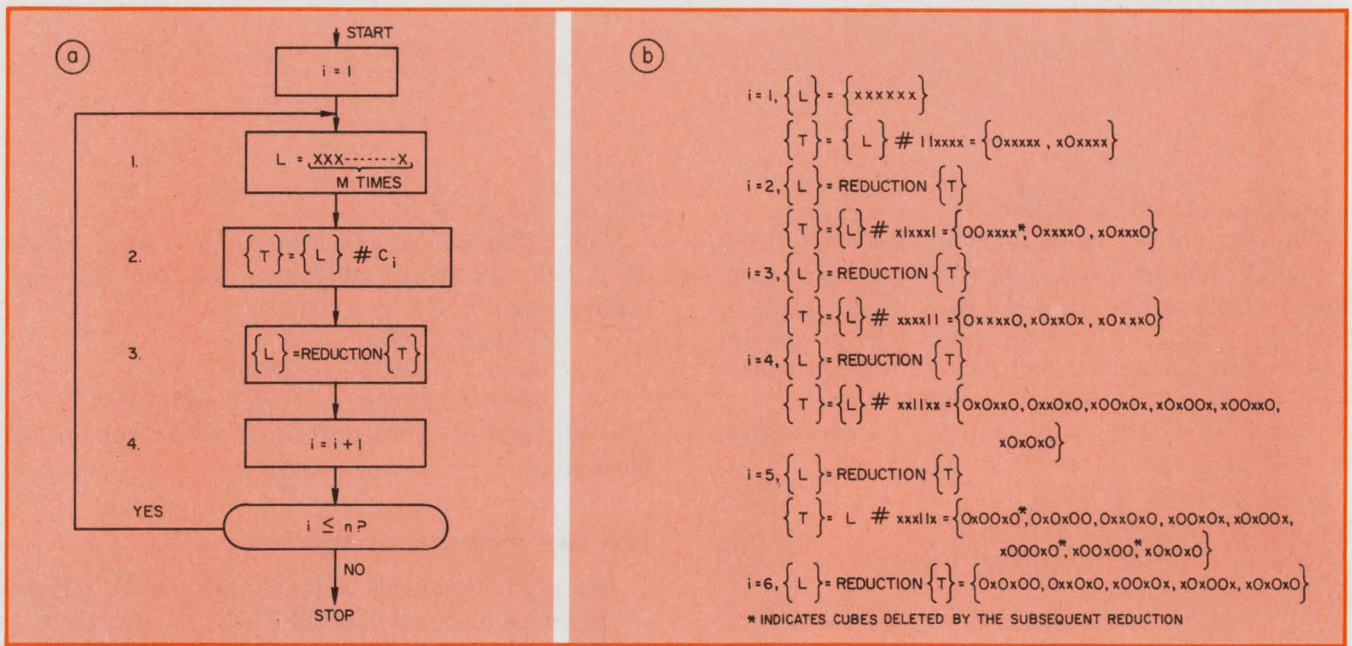 a
START
i = 1
1.
L = XXX-------X
M TIMES
2.
{T} = {L} # C i
3.
{L} = REDUCTION {T}
4.
i = i + 1
YES
i ≤ n?
NO
STOP
b
i = 1, {L} = {xxxxxx}
{T} = {L} # 11xxxx = {0xxxxx, x0xxxx}
i = 2, {L} = REDUCTION {T}
{T} = {L} # x1xxx1 = {00xxxx*, 0xxxx0, x0xxx0}
i = 3, {L} = REDUCTION {T}
{T} = {L} # xxxx11 = {0xxxx0, x0xx0x, x0xxx0}
i = 4, {L} = REDUCTION {T}
{T} = {L} # xx11xx = {0x0xx0, 0xx0x0, x00x0x, x0x00x, x00xx0,
x0x0x0}
i = 5, {L} = REDUCTION {T}
{T} = L # xxx11x = {0x00x0*, 0x0x00, 0xx0x0, x00x0x, x0x00x,
x000x0*, x00x00*, x0x0x0}
i = 6, {L} = REDUCTION {T} = {0x0x00, 0xx0x0, x00x0x, x0x00x, x0x0x0}
* INDICATES CUBES DELETED BY THE SUBSEQUENT REDUCTION